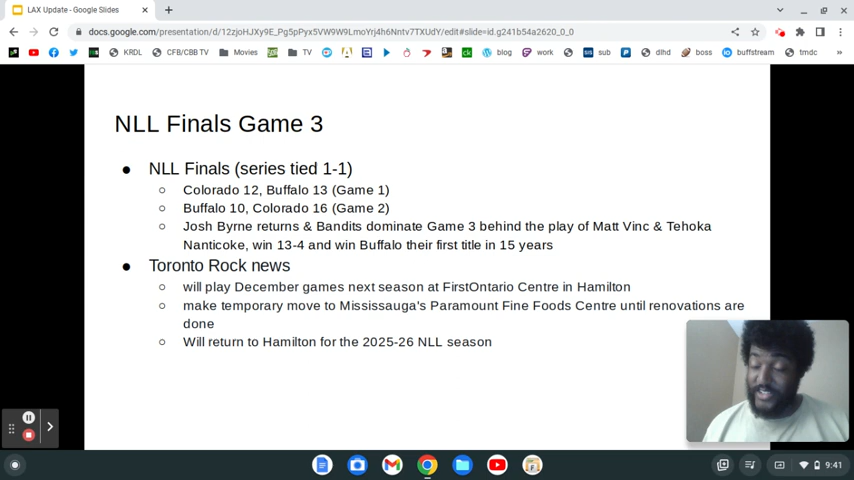 LAX Update - Google Slides
docs.google.com/presentation/d/12zjoHJXy9E_Pg5pPyx5VW9W9LmoYrj4h6Nntv7TXUdY/edit#slide=id.g241b54a2620_0_0
KRDL CFB/CBB TV Movies TV blog work sub dlhd boss buffstream tmdc »
NLL Finals Game 3
● NLL Finals (series tied 1-1)
○ Colorado 12, Buffalo 13 (Game 1)
○ Buffalo 10, Colorado 16 (Game 2)
○ Josh Byrne returns & Bandits dominate Game 3 behind the play of Matt Vinc & Tehoka
Nanticoke, win 13-4 and win Buffalo their first title in 15 years
● Toronto Rock news
○ will play December games next season at FirstOntario Centre in Hamilton
○ make temporary move to Mississauga's Paramount Fine Foods Centre until renovations are
done
○ Will return to Hamilton for the 2025-26 NLL season
9:41